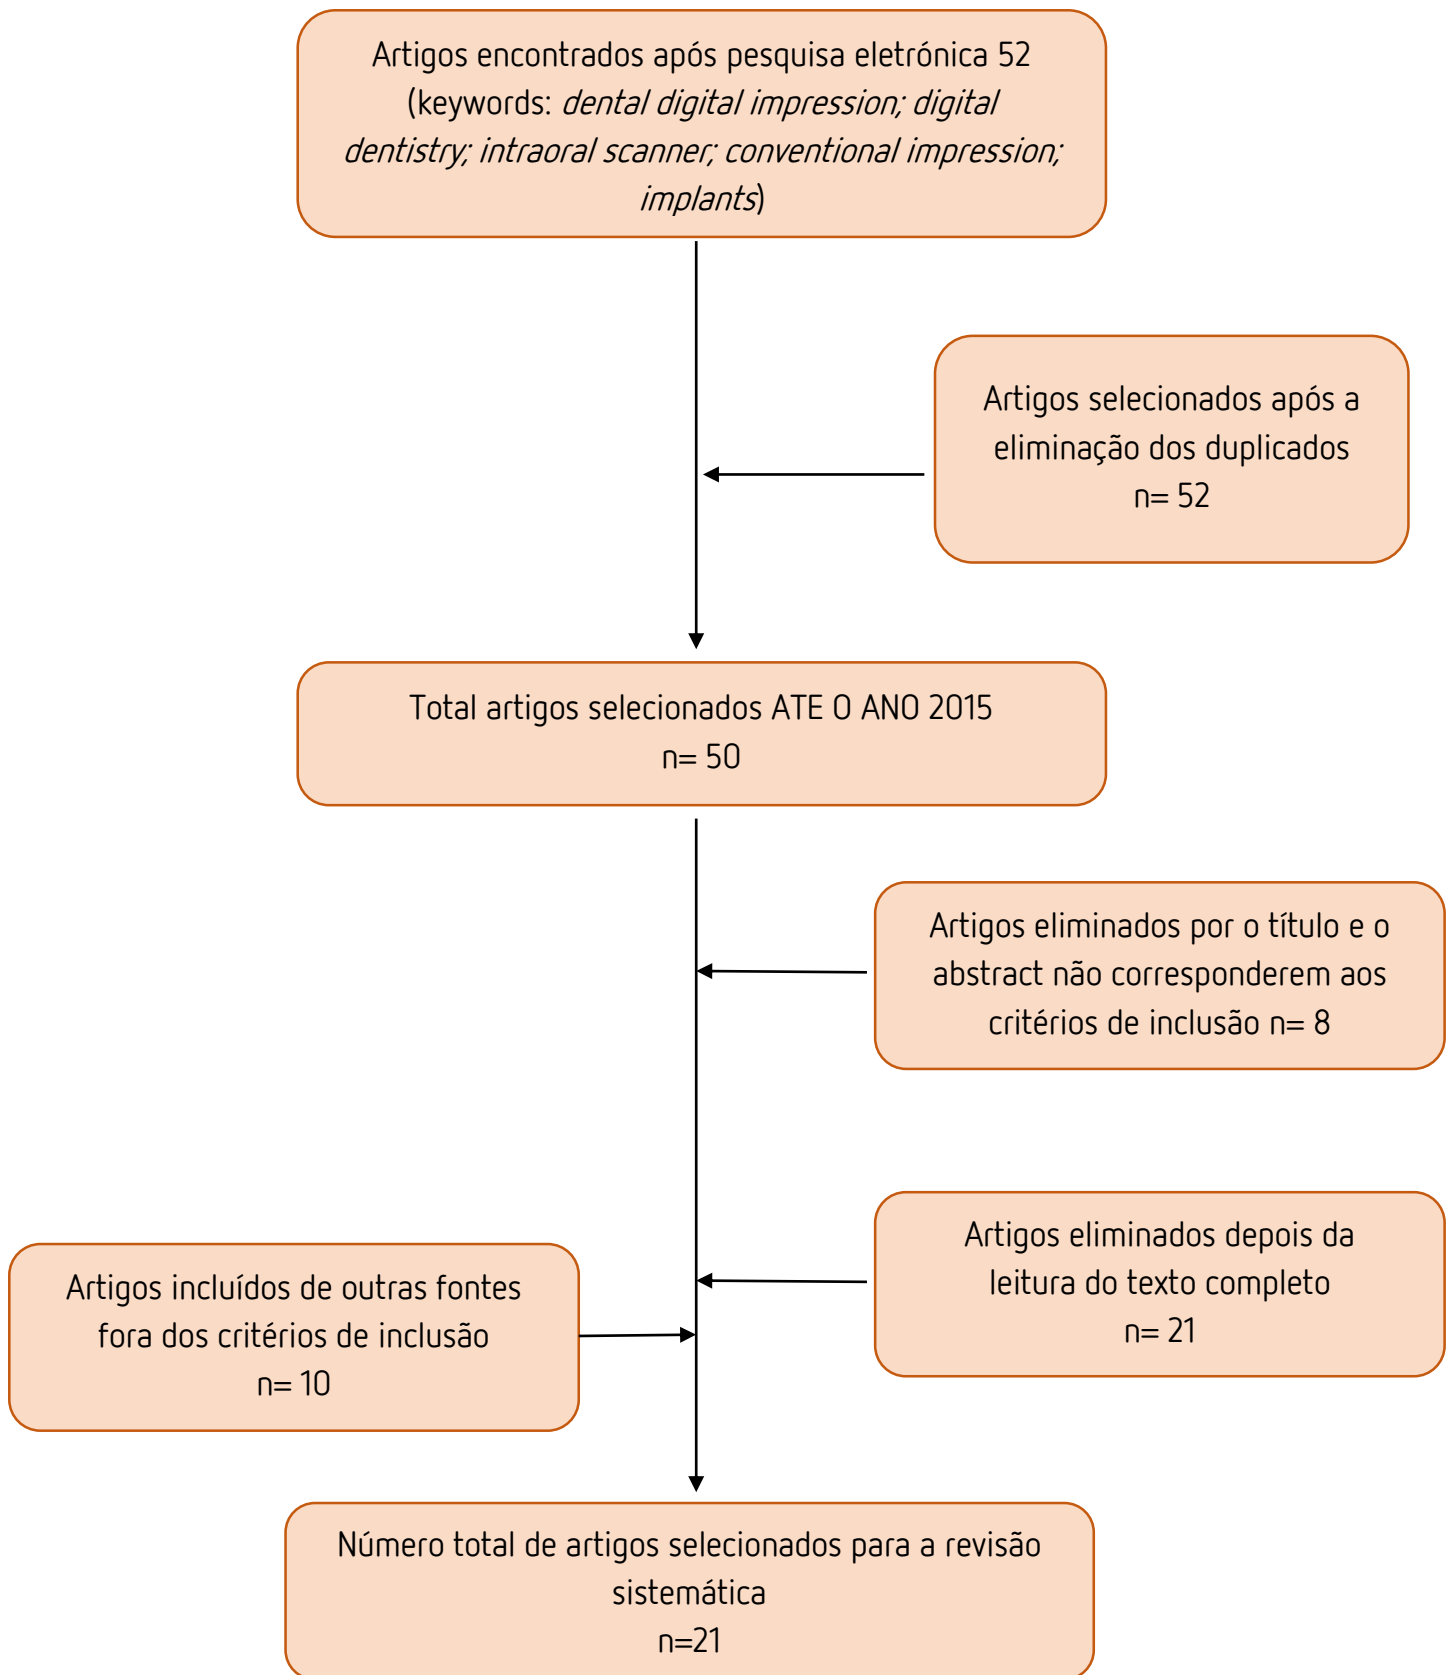 Artigos encontrados após pesquisa eletrónica 52
(keywords: dental digital impression; digital
dentistry; intraoral scanner; conventional impression;
implants)
Artigos selecionados após a
eliminação dos duplicados
n= 52
Total artigos selecionados ATE O ANO 2015
n= 50
Artigos eliminados por o título e o
abstract não corresponderem aos
critérios de inclusão n= 8
Artigos eliminados depois da
leitura do texto completo
n= 21
Artigos incluídos de outras fontes
fora dos critérios de inclusão
n= 10
Número total de artigos selecionados para a revisão
sistemática
n=21